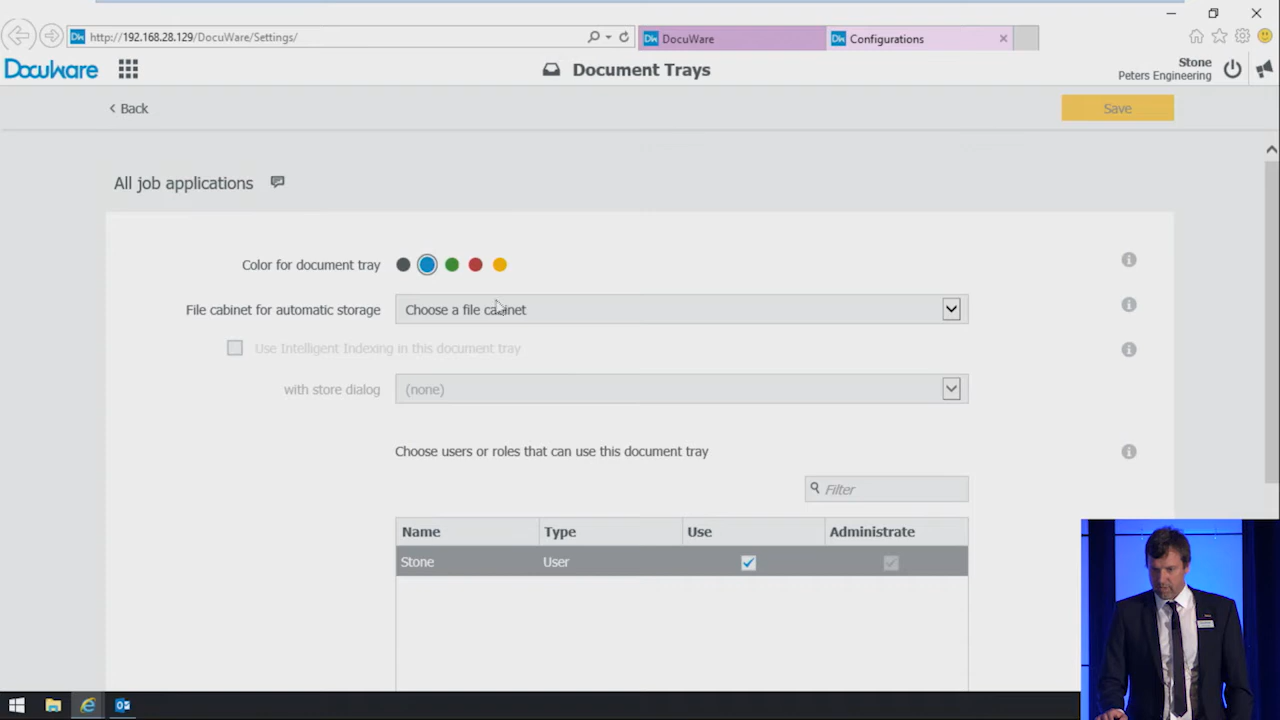 http://192.168.28.129/DocuWare/Settings/
DW DocuWare
DW Configurations
DocuWare
Document Trays
Stone
Peters Engineering
Back
Save
All job applications
Color for document tray
File cabinet for automatic storage
Choose a file cabinet
Use Intelligent Indexing in this document tray
with store dialog
(none)
Choose users or roles that can use this document tray
Filter
Name Type Use Administrate
Stone User